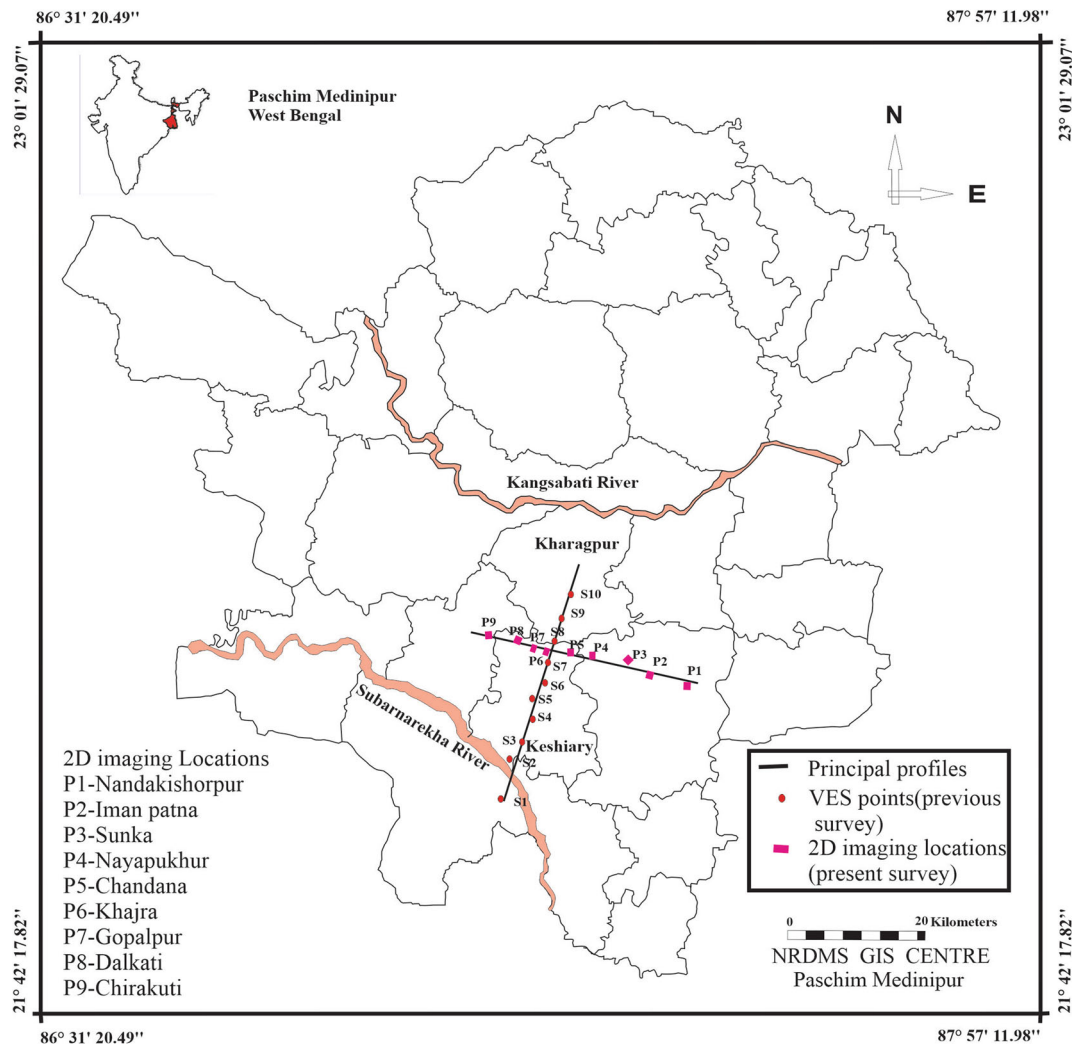 86° 31' 20.49''
87° 57' 11.98''
23° 01' 29.07''
23° 01' 29.07''
Paschim Medinipur
West Bengal
N
E
Kangsabati River
Kharagpur
S10
S9
S8
P9
P8
P7
P5
P4
P3
P6
S7
P2
P1
S6
S5
S4
Subarnarekha River
S3
Keshiary
S2
S1
2D imaging Locations
P1-Nandakishorpur
P2-Iman patna
P3-Sunka
P4-Nayapukhur
P5-Chandana
P6-Khajra
P7-Gopalpur
P8-Dalkati
P9-Chirakuti
Principal profiles
VES points(previous
survey)
2D imaging locations
(present survey)
0 20 Kilometers
NRDMS GIS CENTRE
Paschim Medinipur
21° 42' 17.82''
21° 42' 17.82''
86° 31' 20.49''
87° 57' 11.98''